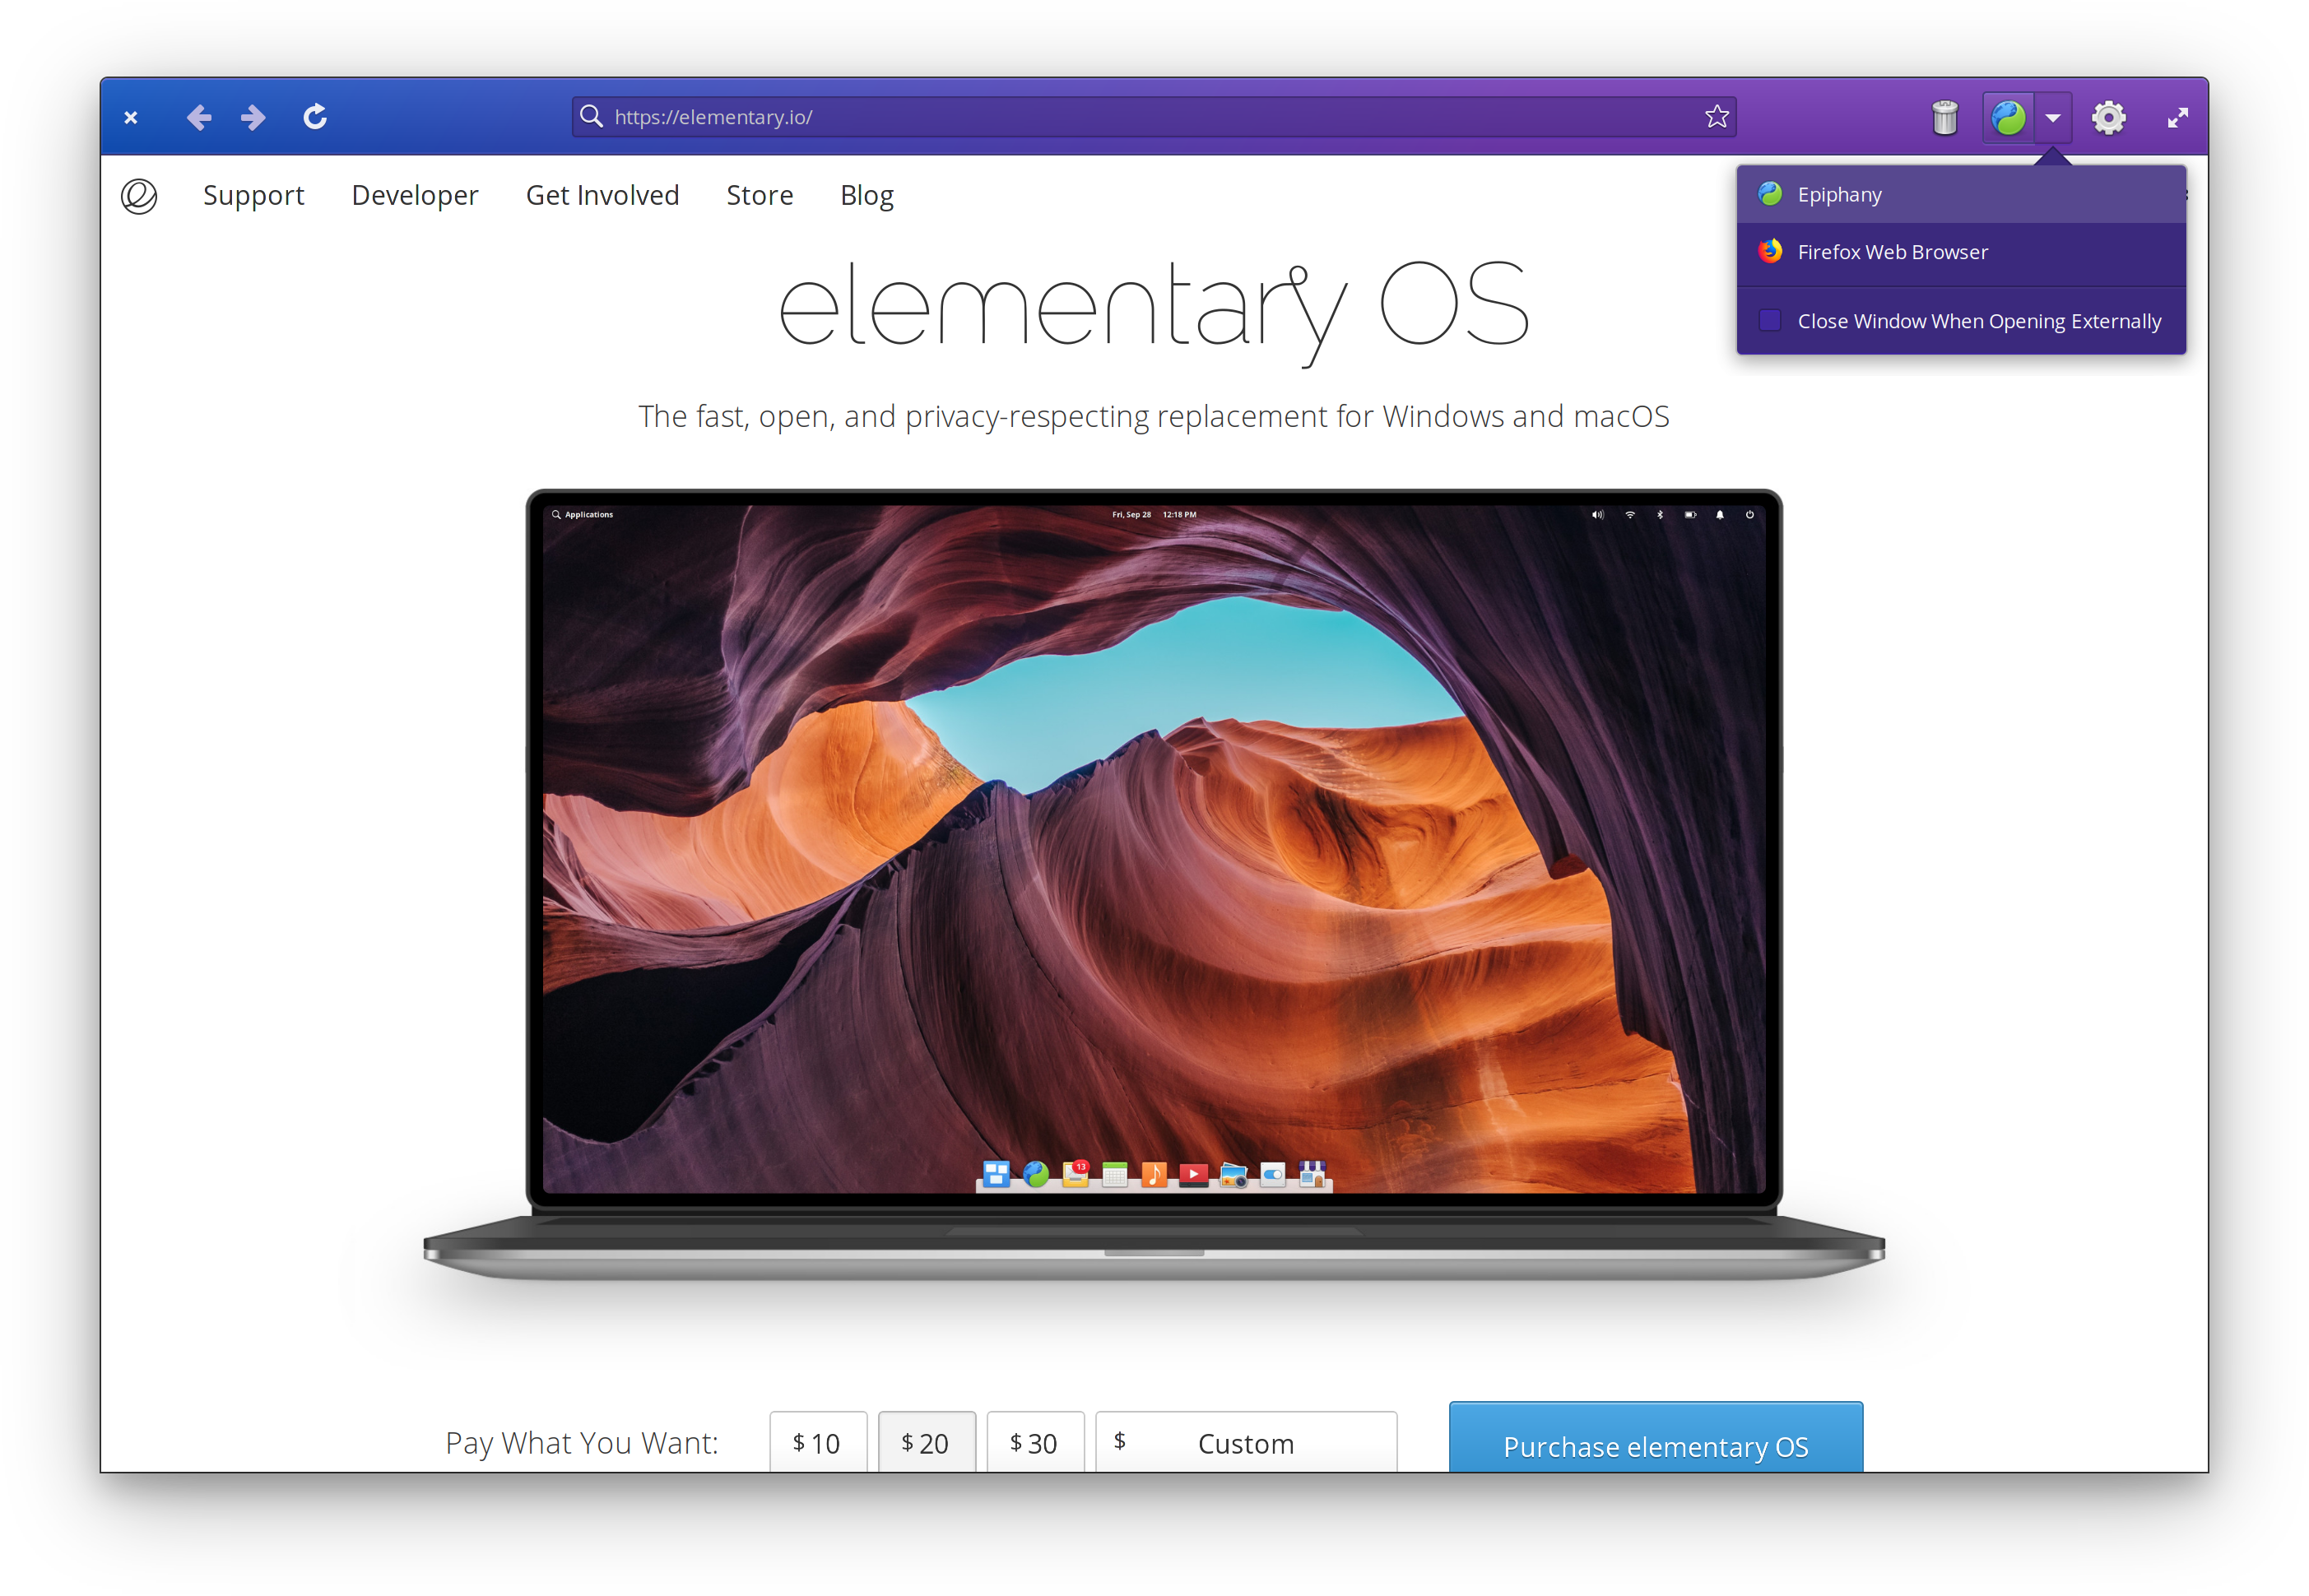 https://elementary.io/
Support Developer Get Involved Store Blog
Epiphany
Firefox Web Browser
Close Window When Opening Externally
elementary OS
The fast, open, and privacy-respecting replacement for Windows and macOS
Applications Fri, Sep 28 12:18 PM
13
Pay What You Want: $ 10 $ 20 $ 30 $ Custom Purchase elementary OS